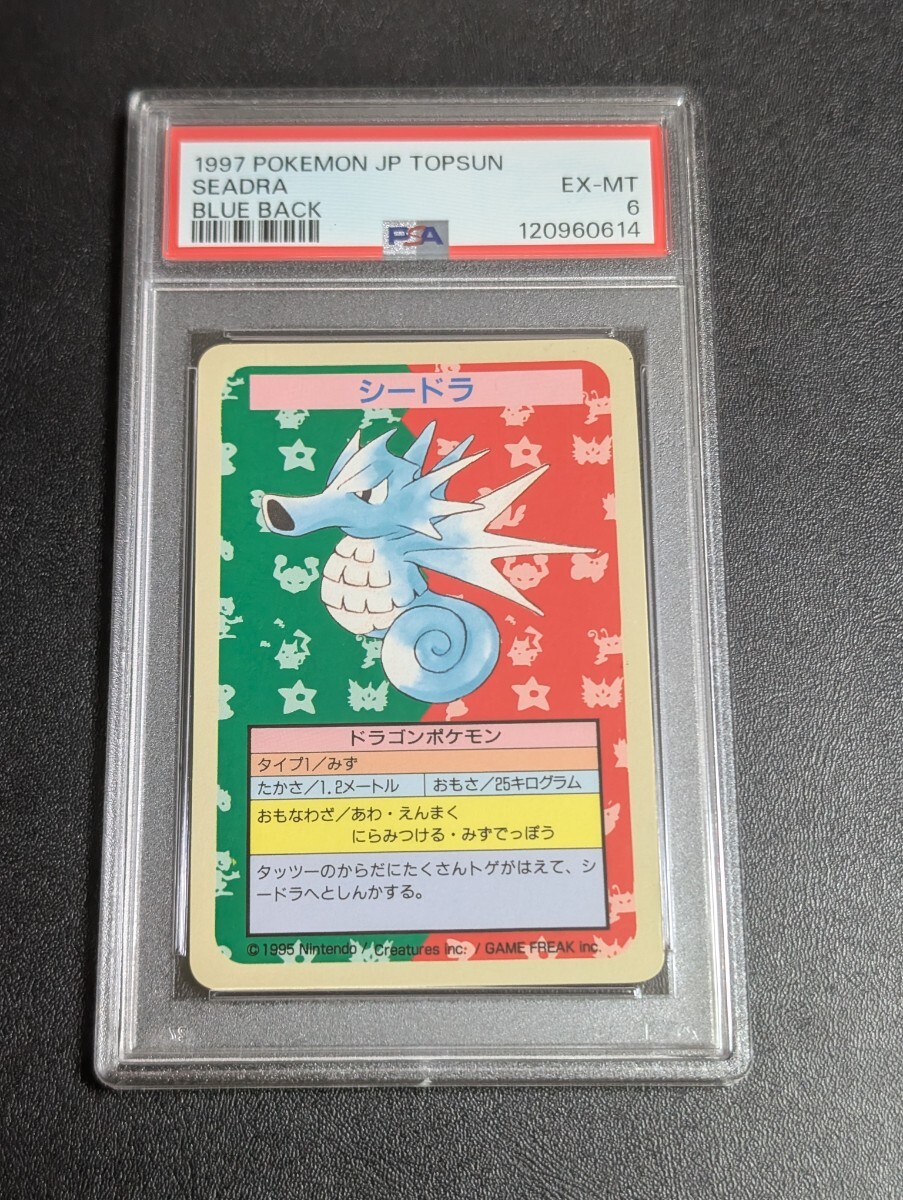 1997 POKEMON JP TOPSUN
SEADRA
EX-MT
BLUE BACK
6
PSA
120960614
シードラ
ドラゴンポケモン
タイプ1/みず
たかさ/1.2メートル おもさ/25キログラム
おもなわざ/あわ・えんまく
にらみつける・みずでっぽう
タッツーのからだにたくさんトゲがはえて、シ
ードラへとしんかする。
© 1995 Nintendo / Creatures inc. / GAME FREAK inc.